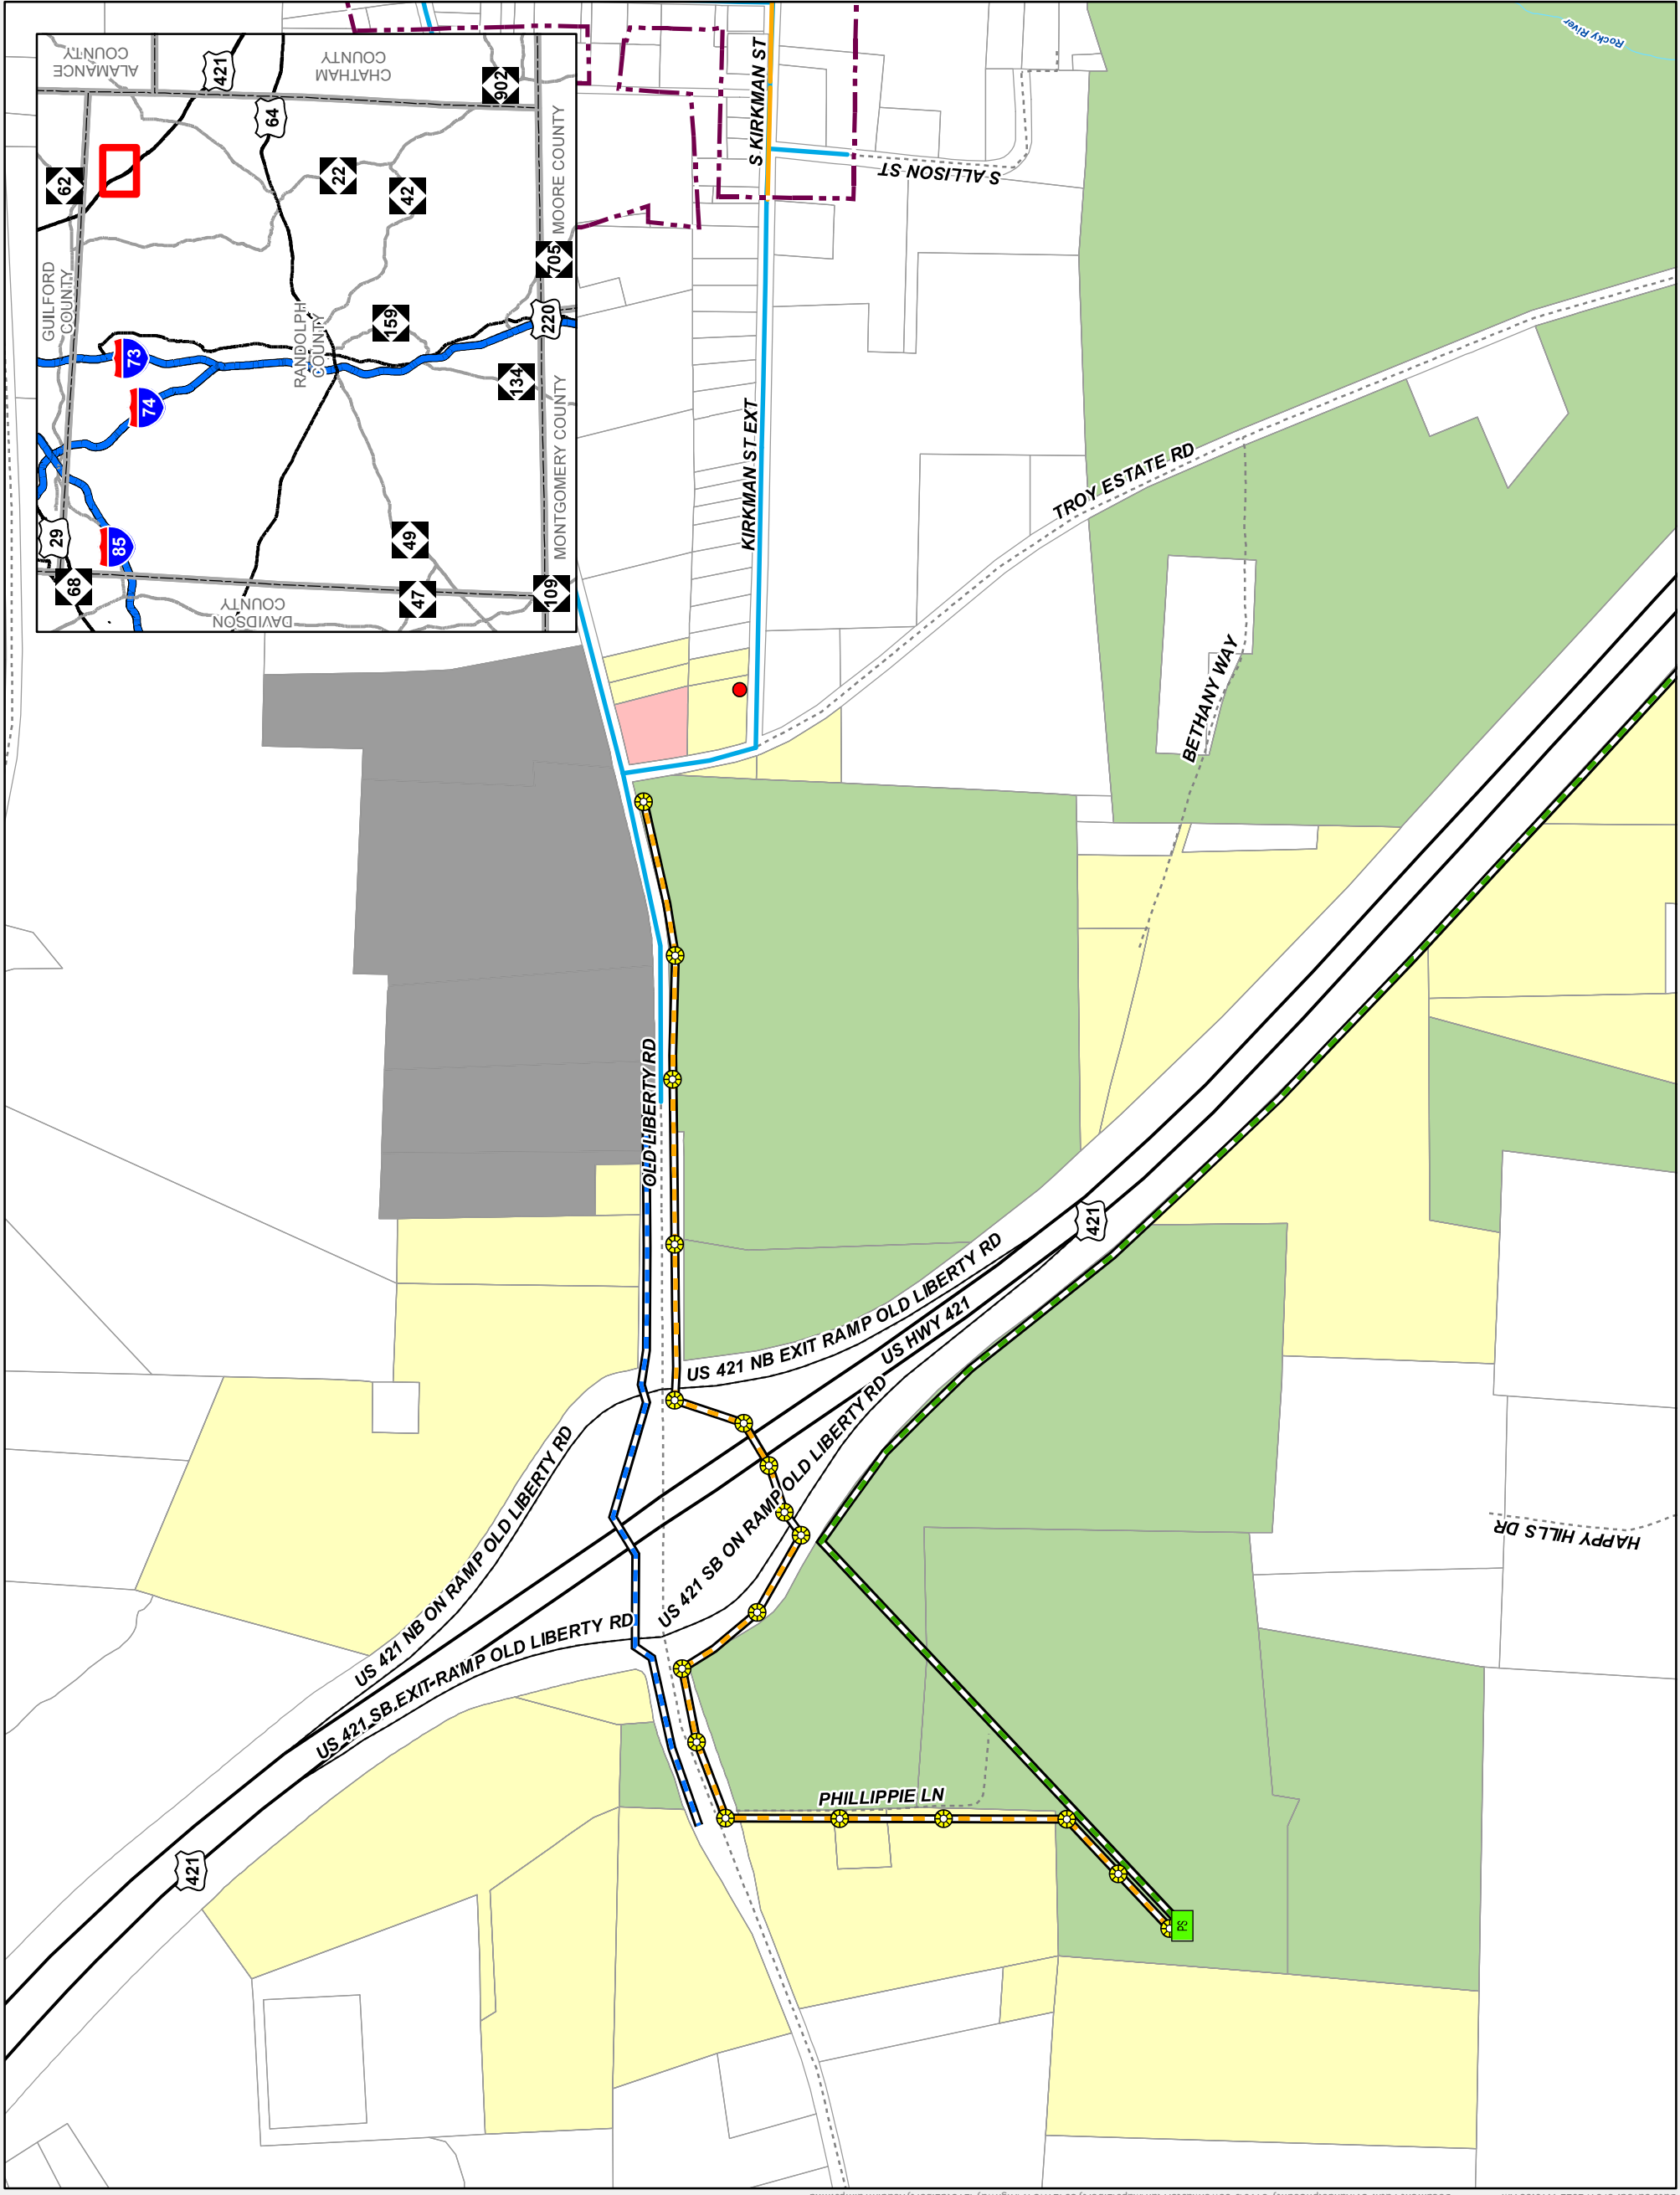 ALAMANCE
COUNTY
CHATHAM
COUNTY
421
64
902
62
22
42
GUILFORD
COUNTY
MOORE COUNTY
705
73
74
RANDOLPH
COUNTY
159
220
134
29
85
68
49
47
109
MONTGOMERY COUNTY
DAVIDSON
COUNTY
Rocky River
S KIRKMAN ST
S ALLISON ST
KIRKMAN ST EXT
TROY ESTATE RD
BETHANY WAY
OLD LIBERTY RD
US 421 NB EXIT RAMP OLD LIBERTY RD
421
US HWY 421
US 421 SB ON RAMP OLD LIBERTY RD
US 421 NB ON RAMP OLD LIBERTY RD
US 421 SB EXIT RAMP OLD LIBERTY RD
HAPPY HILLS DR
PHILLIPPIE LN
421
PS